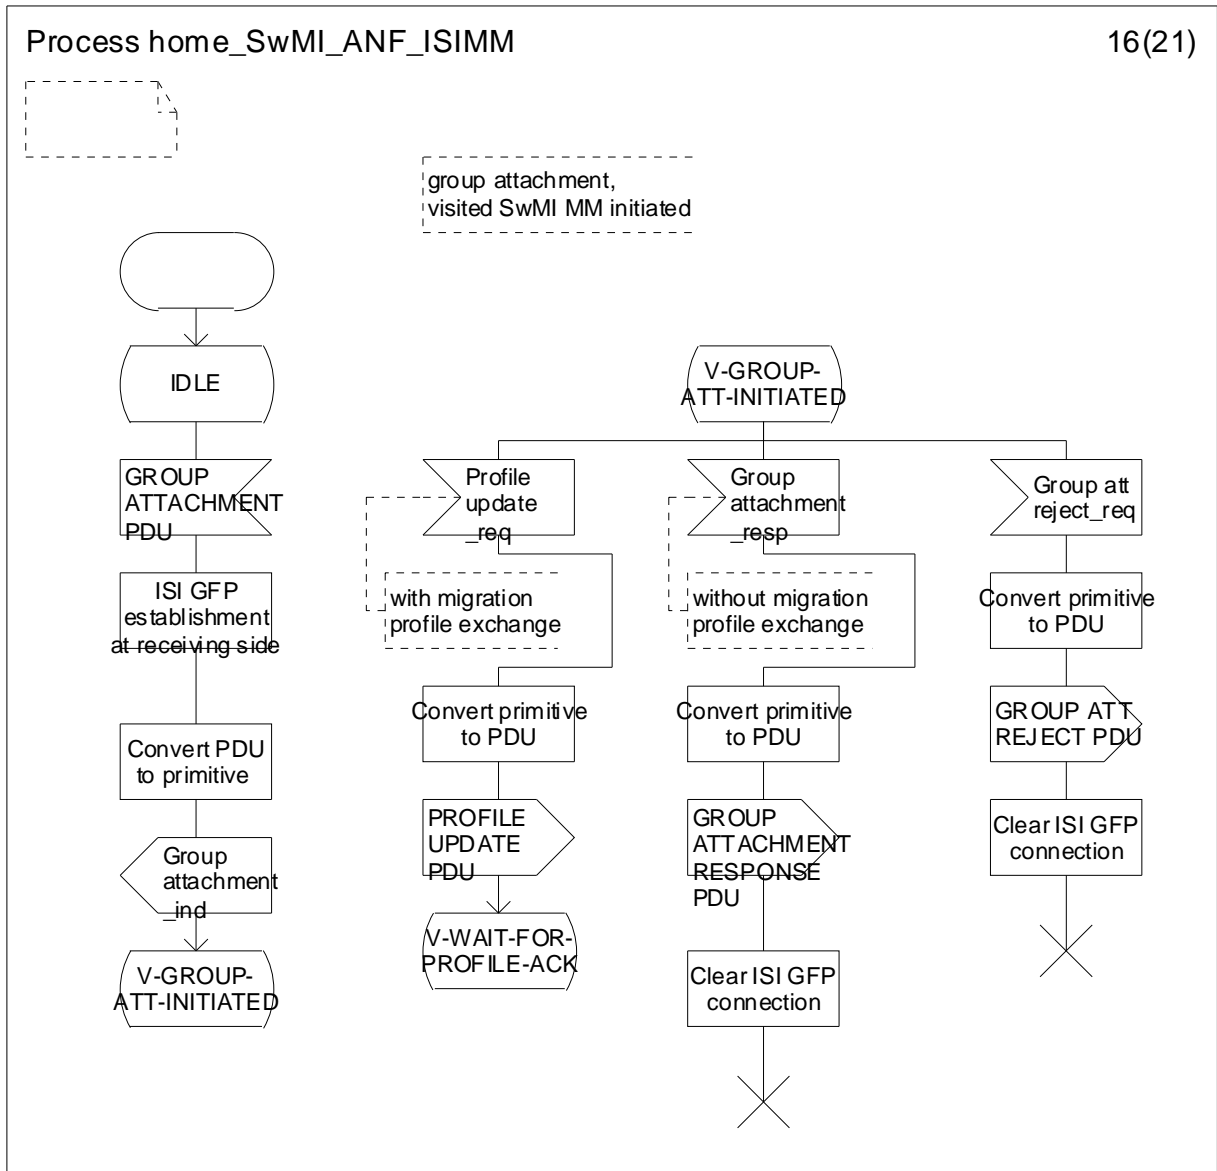 Process home_SwMI_ANF_ISIMM
16(21)
group attachment,
visited SwMI MM initiated
IDLE
GROUP
ATTACHMENT
PDU
ISI GFP
establishment
at receiving side
Convert PDU
to primitive
Group
attachment
_ind
V-GROUP-
ATT-INITIATED
V-GROUP-
ATT-INITIATED
Profile
update
_req
with migration
profile exchange
Convert primitive
to PDU
PROFILE
UPDATE
PDU
V-WAIT-FOR-
PROFILE-ACK
Group
attachment
_resp
without migration
profile exchange
Convert primitive
to PDU
GROUP
ATTACHMENT
RESPONSE
PDU
Clear ISI GFP
connection
Group att
reject_req
Convert primitive
to PDU
GROUP ATT
REJECT PDU
Clear ISI GFP
connection